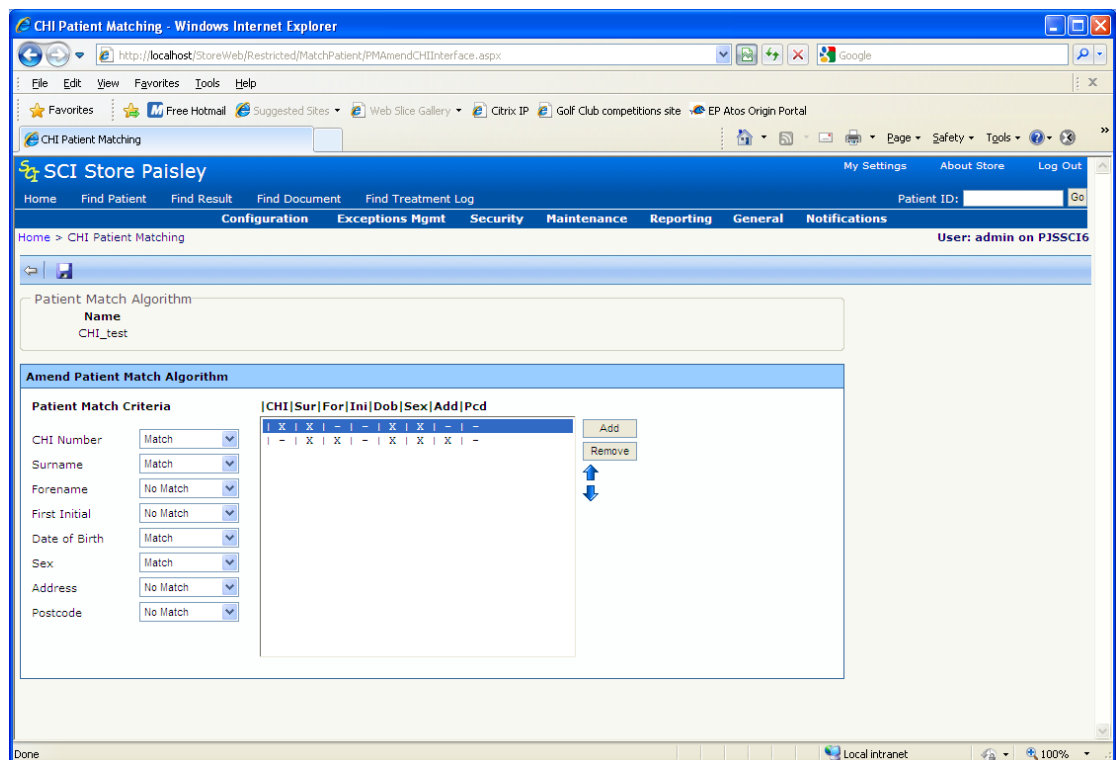 CHI Patient Matching - Windows Internet Explorer
http://localhost/StoreWeb/Restricted/MatchPatient/PMAmendCHIInterface.aspx
Google
File Edit View Favorites Tools Help
Favorites Free Hotmail Suggested Sites Web Slice Gallery Citrix IP Golf Club competitions site EP Atos Origin Portal
CHI Patient Matching
Page Safety Tools
SCI Store Paisley
My Settings About Store Log Out
Home Find Patient Find Result Find Document Find Treatment Log
Patient ID: Go
Configuration Exceptions Mgmt Security Maintenance Reporting General Notifications
Home > CHI Patient Matching
User: admin on PJSSCI6
Patient Match Algorithm
Name
CHI_test
Amend Patient Match Algorithm
Patient Match Criteria
|CHI|Sur|For|Ini|Dob|Sex|Add|Pcd
| X | X | - | - | X | X | - | -
| - | X | X | - | X | X | X | -
Add
Remove
CHI Number Match
Surname Match
Forename No Match
First Initial No Match
Date of Birth Match
Sex Match
Address No Match
Postcode No Match
Done
Local intranet
100%